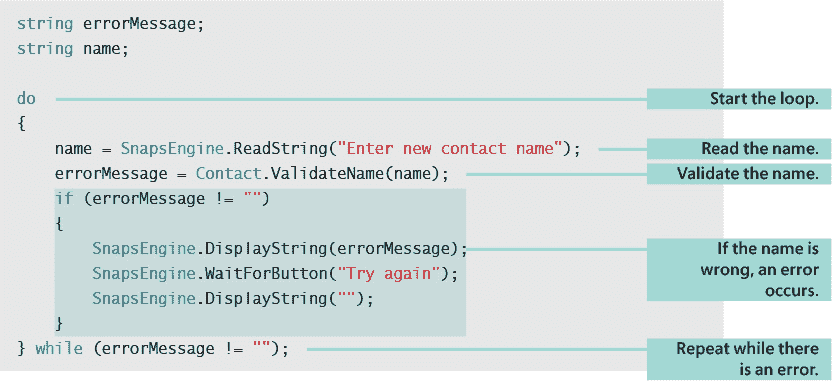 string errorMessage;
string name;
do
Start the loop.
{
name = SnapsEngine.ReadString("Enter new contact name");
Read the name.
errorMessage = Contact.ValidateName(name);
Validate the name.
if (errorMessage != "")
{
SnapsEngine.DisplayString(errorMessage);
SnapsEngine.WaitForButton("Try again");
SnapsEngine.DisplayString("");
If the name is
wrong, an error
occurs.
}
} while (errorMessage != "");
Repeat while there
is an error.